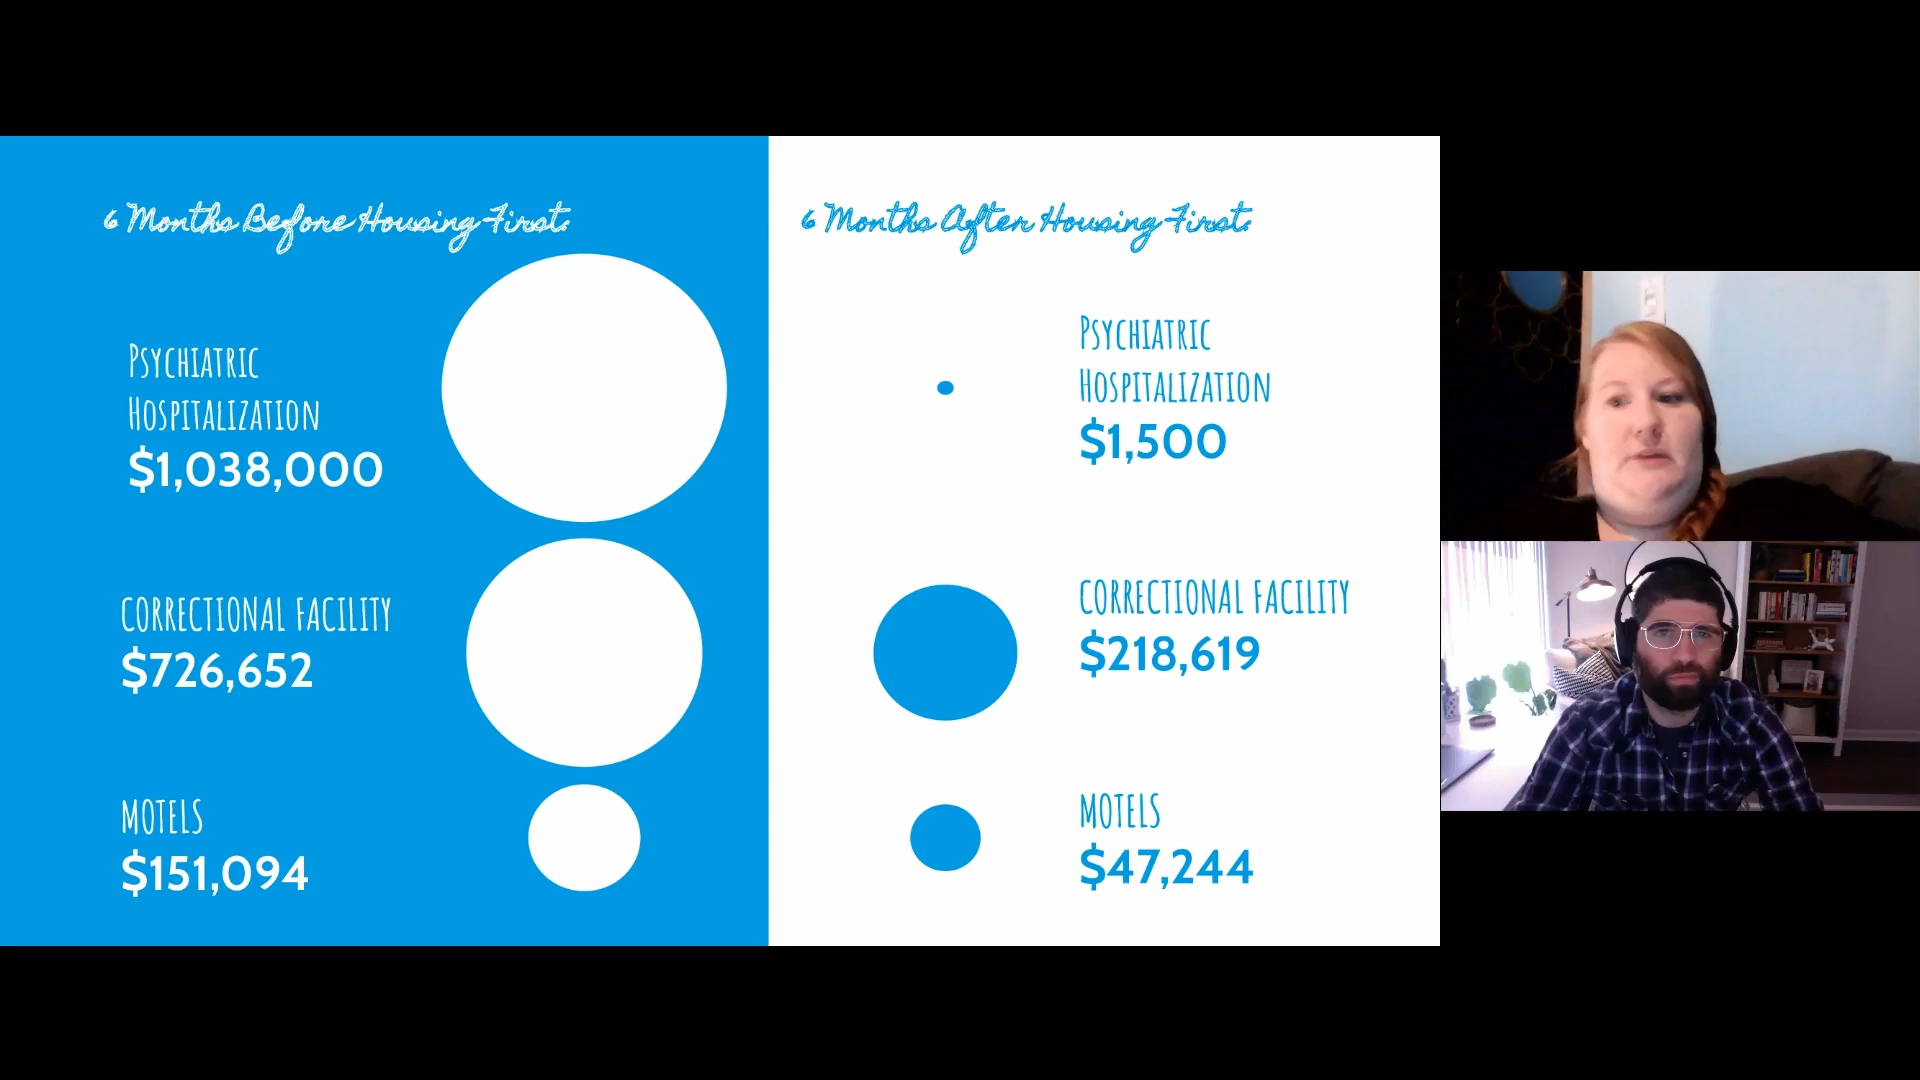 6 Months Before Housing First:
Psychiatric
Hospitalization
$1,038,000
CORRECTIONAL FACILITY
$726,652
MOTELS
$151,094
6 Months After Housing First:
Psychiatric
Hospitalization
$1,500
CORRECTIONAL FACILITY
$218,619
MOTELS
$47,244